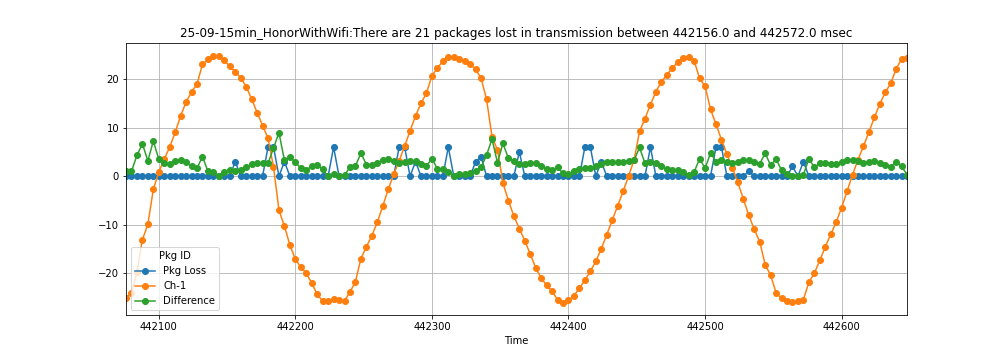 25-09-15min_HonorWithWifi:There are 21 packages lost in transmission between 442156.0 and 442572.0 msec
20
10
0
−10
−20
Pkg ID
Pkg Loss
Ch-1
Difference
442100 442200 442300 442400 442500 442600
Time